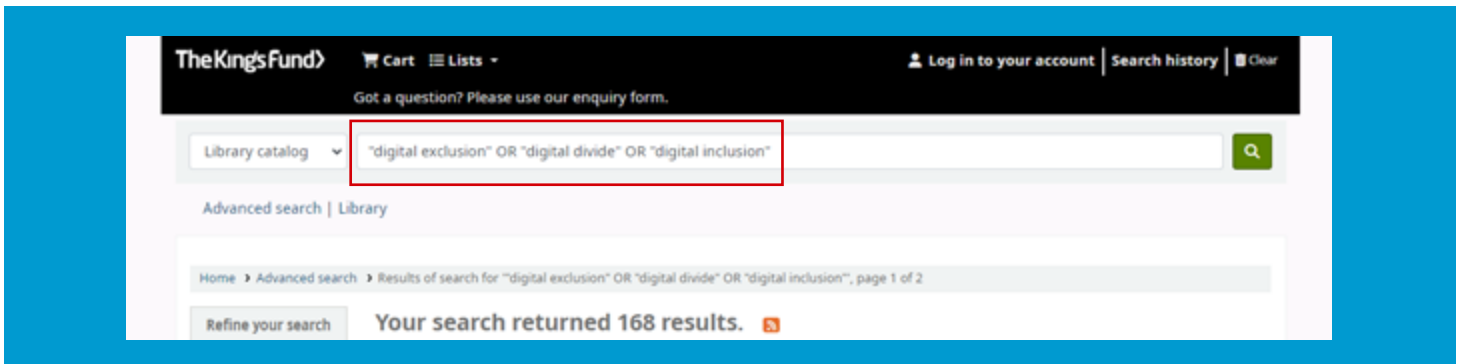 TheKingsFund> Cart Lists Log in to your account Search history Clear
Got a question? Please use our enquiry form.
Library catalog "digital exclusion" OR "digital divide" OR "digital inclusion"
Advanced search | Library
Home > Advanced search > Results of search for '"digital exclusion" OR "digital divide" OR "digital inclusion"', page 1 of 2
Refine your search Your search returned 168 results.